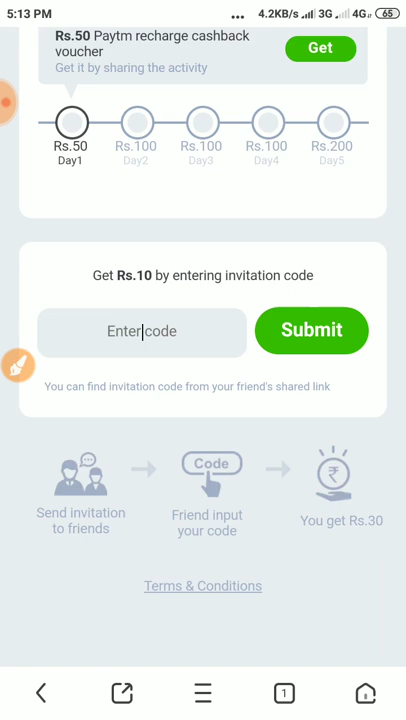 5:13 PM ... 4.2KB/s 3G 4G 65
Rs.50 Paytm recharge cashback
voucher
Get it by sharing the activity
Get
Rs.50 Rs.100 Rs.100 Rs.100 Rs.200
Day1 Day2 Day3 Day4 Day5
Get Rs.10 by entering invitation code
Enter code
Submit
You can find invitation code from your friend's shared link
Code
Send invitation
to friends
Friend input
your code
You get Rs.30
Terms & Conditions
1